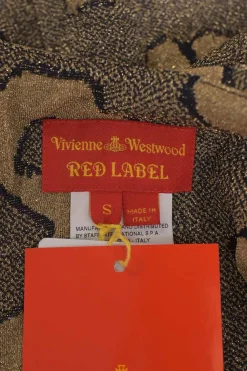 Vivienne Westwood
RED LABEL
S
MADE IN
ITALY
MANUFACTURED AND DISTRIBUTED
BY STAFF INTERNATIONAL S.P.A.
ITALY